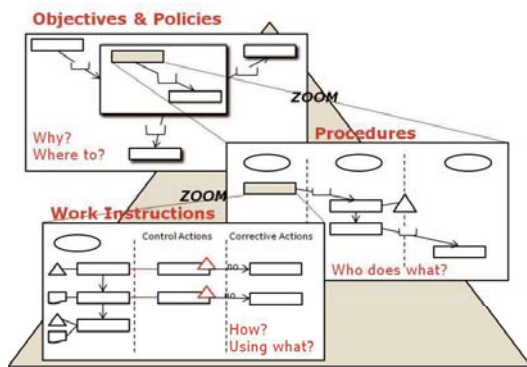 Objectives & Policies
ZOOM
Why?
Where to?
Procedures
ZOOM
Work Instructions
Control Actions
Corrective Actions
no
no
Who does what?
How?
Using what?